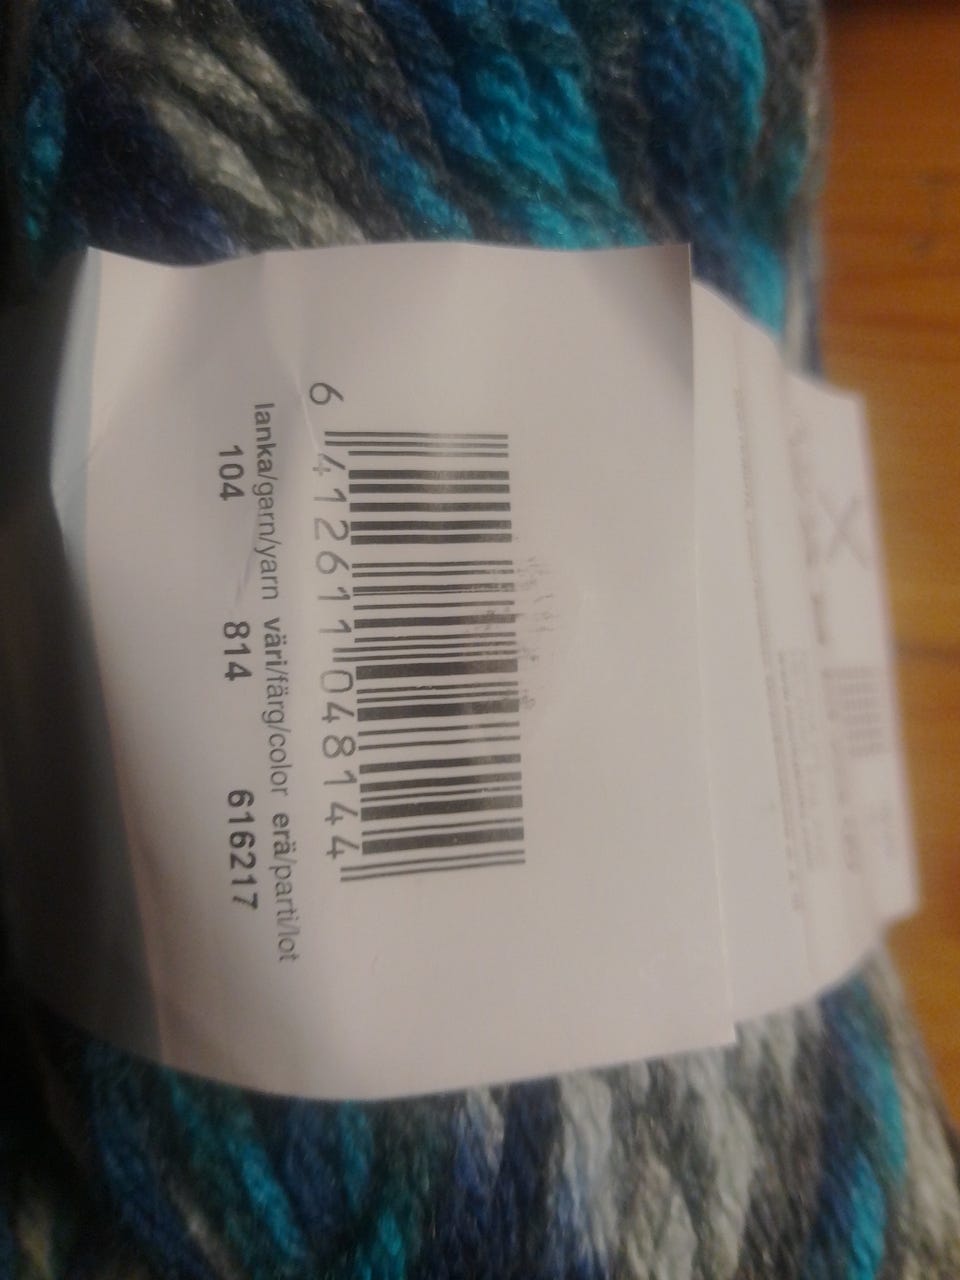 6 412611 048144
lanka/garn/yarn väri/färg/color erä/parti/lot
104 814 616217